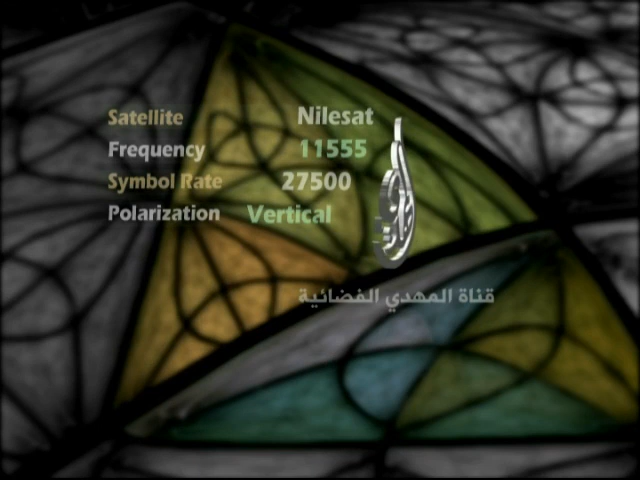 Satellite Nilesat
Frequency 11555
Symbol Rate 27500
Polarization Vertical
قناة المهدي الفضائية